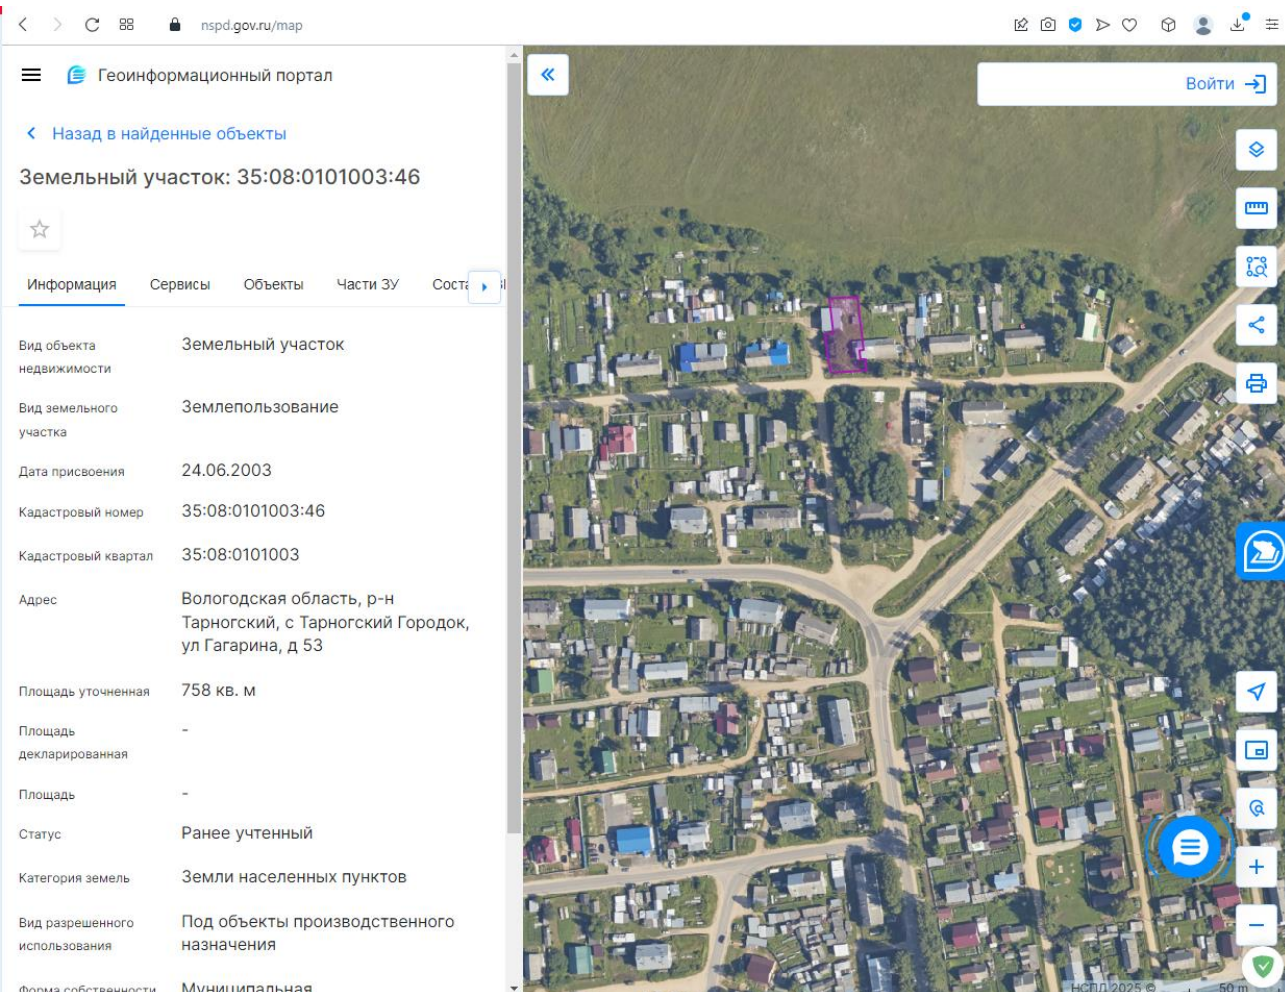 nspd.gov.ru/map
Геоинформационный портал
Войти
Назад в найденные объекты
Земельный участок: 35:08:0101003:46
Информация Сервисы Объекты Части ЗУ
Вид объекта недвижимости Земельный участок
Вид земельного участка Землепользование
Дата присвоения 24.06.2003
Кадастровый номер 35:08:0101003:46
Кадастровый квартал 35:08:0101003
Адрес Вологодская область, р-н
Тарногский, с Тарногский Городок,
ул Гагарина, д 53
Площадь уточненная 758 кв. м
Площадь декларированная -
Площадь -
Статус Ранее учтенный
Категория земель Земли населенных пунктов
Вид разрешенного использования Под объекты производственного
назначения
Форма собственности Муниципальная
НСПД 2025 ©
50 m